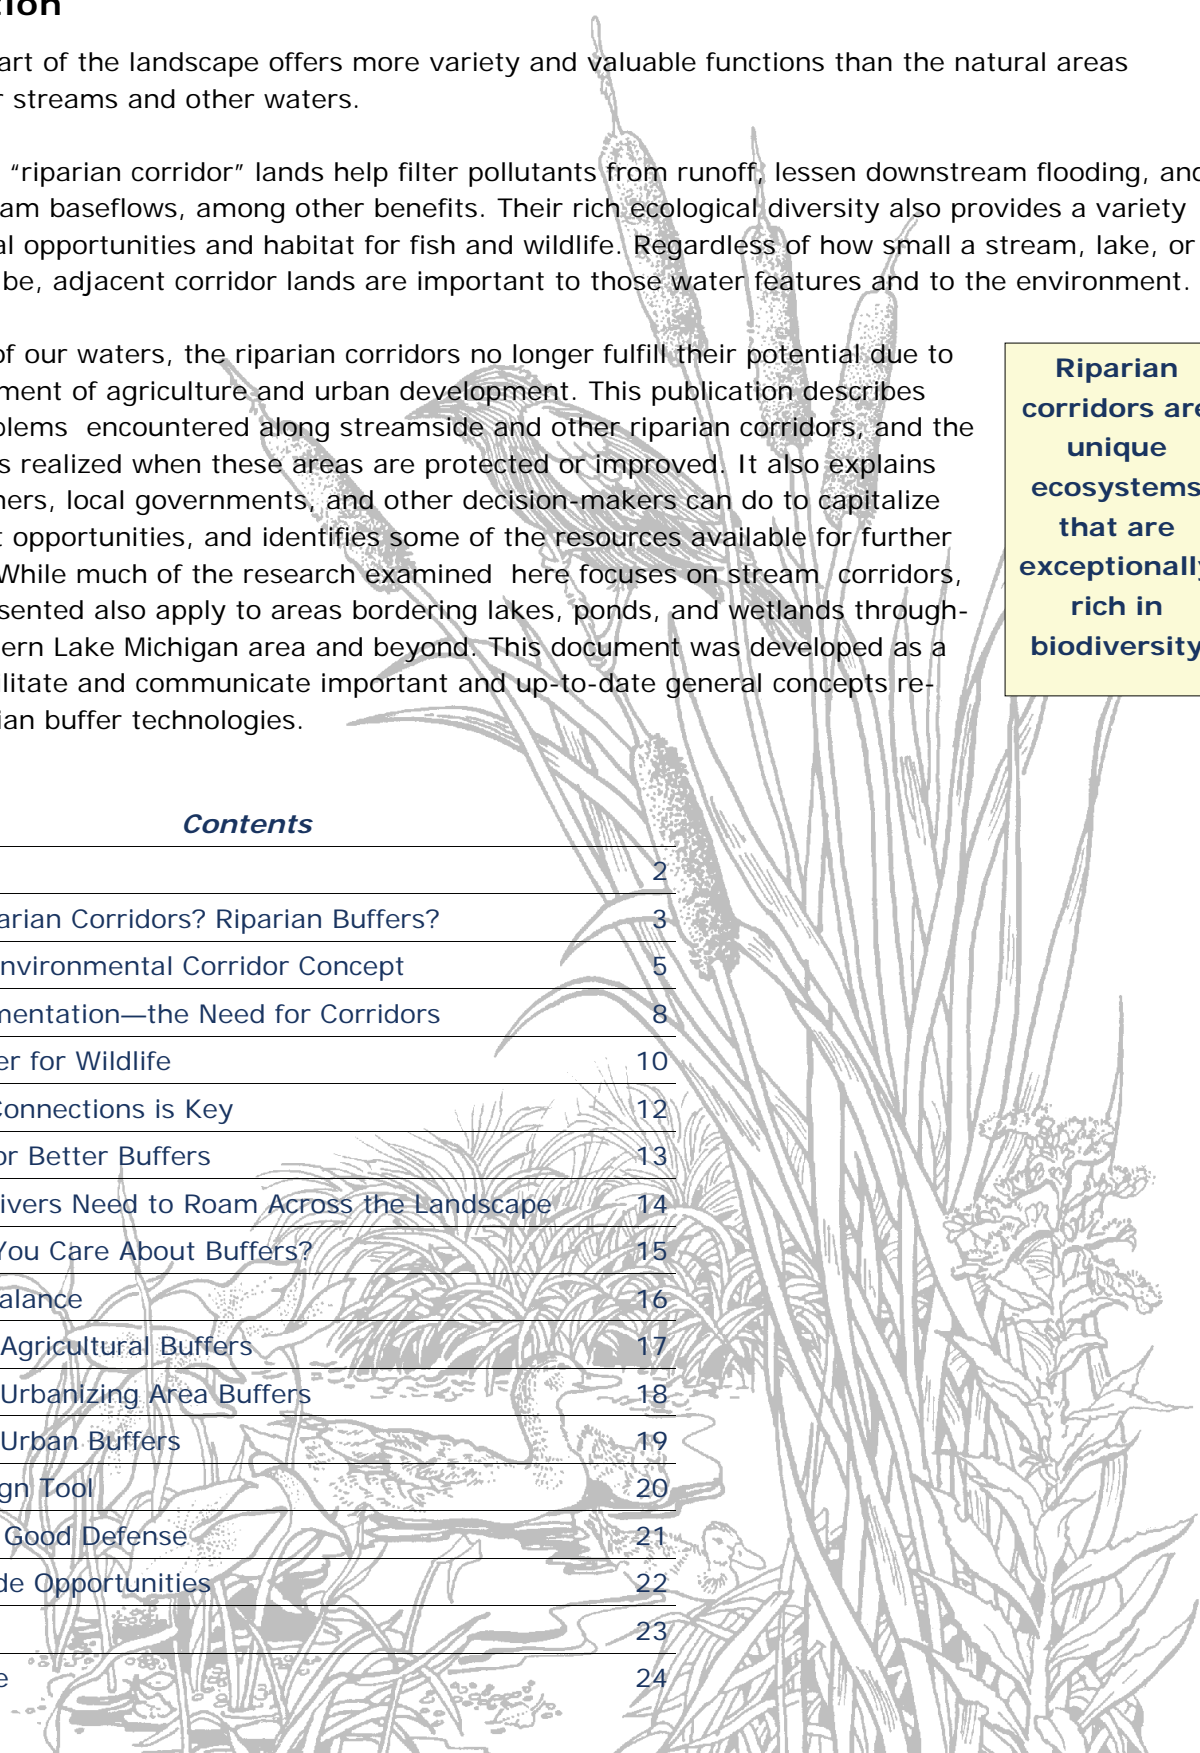 tion
art of the landscape offers more variety and valuable functions than the natural areas
r streams and other waters.
“riparian corridor” lands help filter pollutants from runoff, lessen downstream flooding, and
am baseflows, among other benefits. Their rich ecological diversity also provides a variety
al opportunities and habitat for fish and wildlife. Regardless of how small a stream, lake, or
be, adjacent corridor lands are important to those water features and to the environment.
of our waters, the riparian corridors no longer fulfill their potential due to
ment of agriculture and urban development. This publication describes
blems encountered along streamside and other riparian corridors, and the
s realized when these areas are protected or improved. It also explains
ners, local governments, and other decision-makers can do to capitalize
t opportunities, and identifies some of the resources available for further
While much of the research examined here focuses on stream corridors,
sented also apply to areas bordering lakes, ponds, and wetlands through-
ern Lake Michigan area and beyond. This document was developed as a
ilitate and communicate important and up-to-date general concepts re-
ian buffer technologies.
Riparian
corridors are
unique
ecosystems
that are
exceptionally
rich in
biodiversity
Contents
2
arian Corridors? Riparian Buffers? 3
nvironmental Corridor Concept 5
mentation—the Need for Corridors 8
er for Wildlife 10
Connections is Key 12
or Better Buffers 13
ivers Need to Roam Across the Landscape 14
You Care About Buffers? 15
alance 16
Agricultural Buffers 17
Urbanizing Area Buffers 18
Urban Buffers 19
gn Tool 20
Good Defense 21
de Opportunities 22
23
e 24